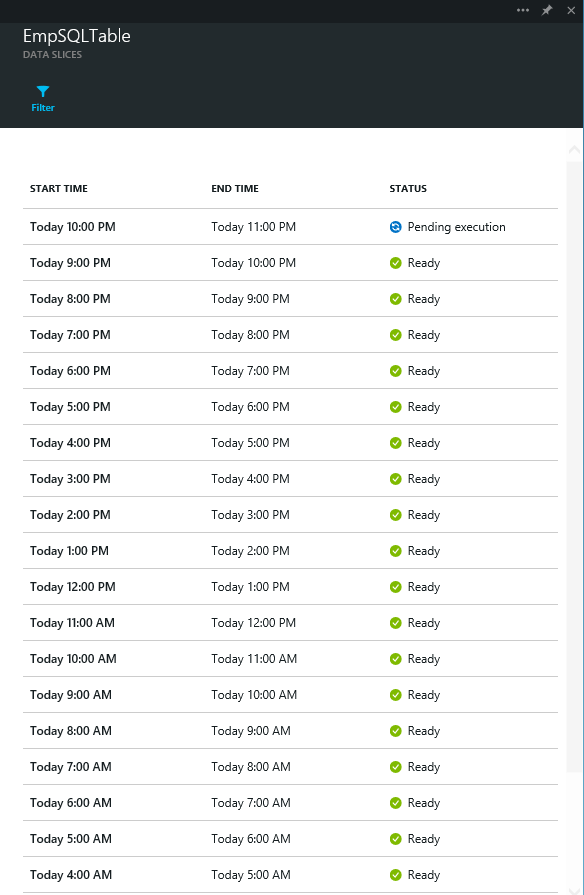 EmpSQLTable
DATA SLICES
Filter
START TIME END TIME STATUS
Today 10:00 PM Today 11:00 PM Pending execution
Today 9:00 PM Today 10:00 PM Ready
Today 8:00 PM Today 9:00 PM Ready
Today 7:00 PM Today 8:00 PM Ready
Today 6:00 PM Today 7:00 PM Ready
Today 5:00 PM Today 6:00 PM Ready
Today 4:00 PM Today 5:00 PM Ready
Today 3:00 PM Today 4:00 PM Ready
Today 2:00 PM Today 3:00 PM Ready
Today 1:00 PM Today 2:00 PM Ready
Today 12:00 PM Today 1:00 PM Ready
Today 11:00 AM Today 12:00 PM Ready
Today 10:00 AM Today 11:00 AM Ready
Today 9:00 AM Today 10:00 AM Ready
Today 8:00 AM Today 9:00 AM Ready
Today 7:00 AM Today 8:00 AM Ready
Today 6:00 AM Today 7:00 AM Ready
Today 5:00 AM Today 6:00 AM Ready
Today 4:00 AM Today 5:00 AM Ready